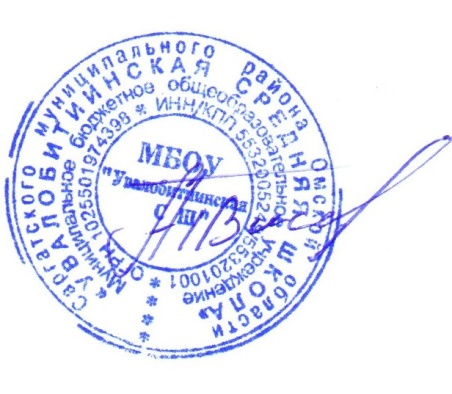 Саргатского муниципального района Омской области
«УВАЛОБИТИИНСКАЯ СРЕДНЯЯ ШКОЛА»
Муниципальное бюджетное общеобразовательное учреждение
ОГРН 1025501974398 * ИНН/КПП
553201001 *
МБОУ
"Увалобитиинская
СШ"